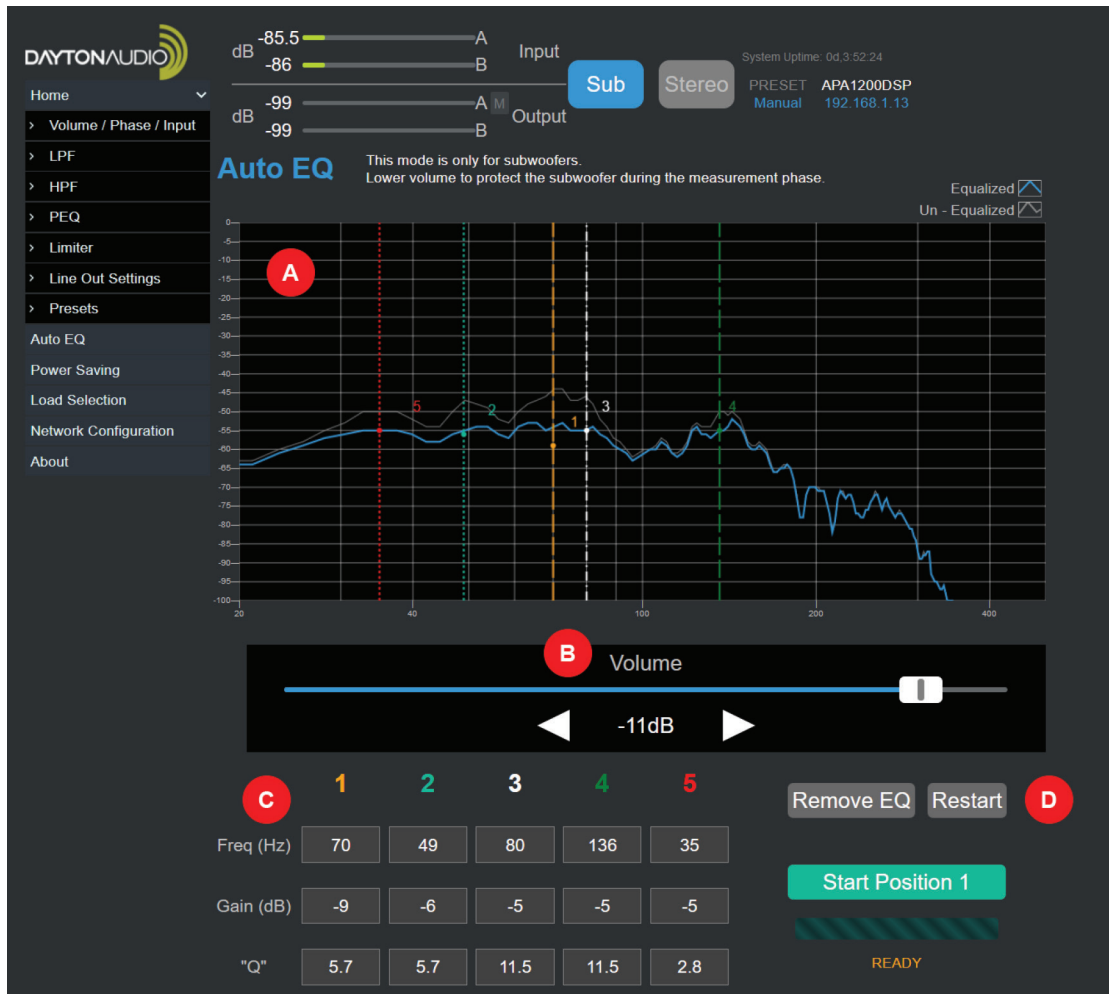 DAYTON AUDIO
dB -85.5 A Input
-86 B
dB -99 A M Output
-99 B
Sub Stereo
System Uptime: 0d,3:52:24
PRESET APA1200DSP
Manual 192.168.1.13
Home
> Volume / Phase / Input
> LPF
> HPF
> PEQ
> Limiter
> Line Out Settings
> Presets
Auto EQ
Power Saving
Load Selection
Network Configuration
About
Auto EQ
This mode is only for subwoofers.
Lower volume to protect the subwoofer during the measurement phase.
Equalized
Un - Equalized
0
-5
-10
-15
-20
-25
-30
-35
-40
-45
-50
-55
-60
-65
-70
-75
-80
-85
-90
-95
-100
A
5 2 1 3 4
20 40 100 200 400
B Volume
-11dB
C 1 2 3 4 5
Freq (Hz) 70 49 80 136 35
Gain (dB) -9 -6 -5 -5 -5
"Q" 5.7 5.7 11.5 11.5 2.8
Remove EQ Restart D
Start Position 1
READY